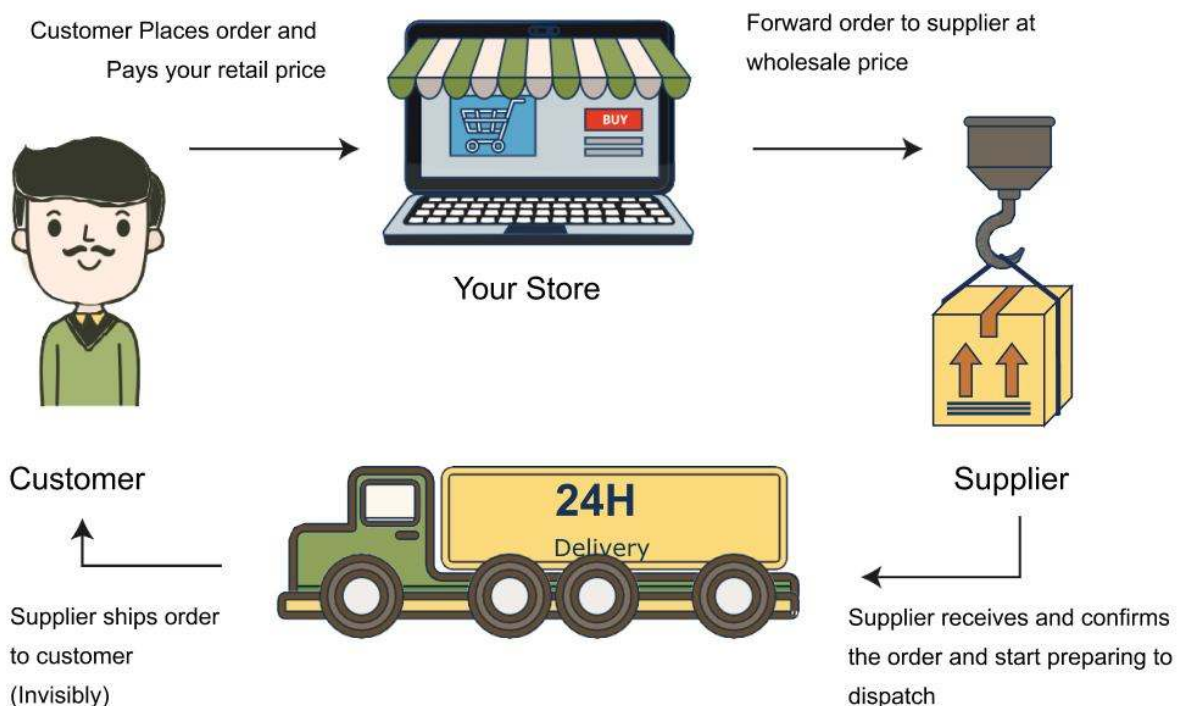 Customer Places order and
Pays your retail price
Forward order to supplier at
wholesale price
BUY
Your Store
Customer
Supplier
24H
Delivery
Supplier ships order
to customer
(Invisibly)
Supplier receives and confirms
the order and start preparing to
dispatch